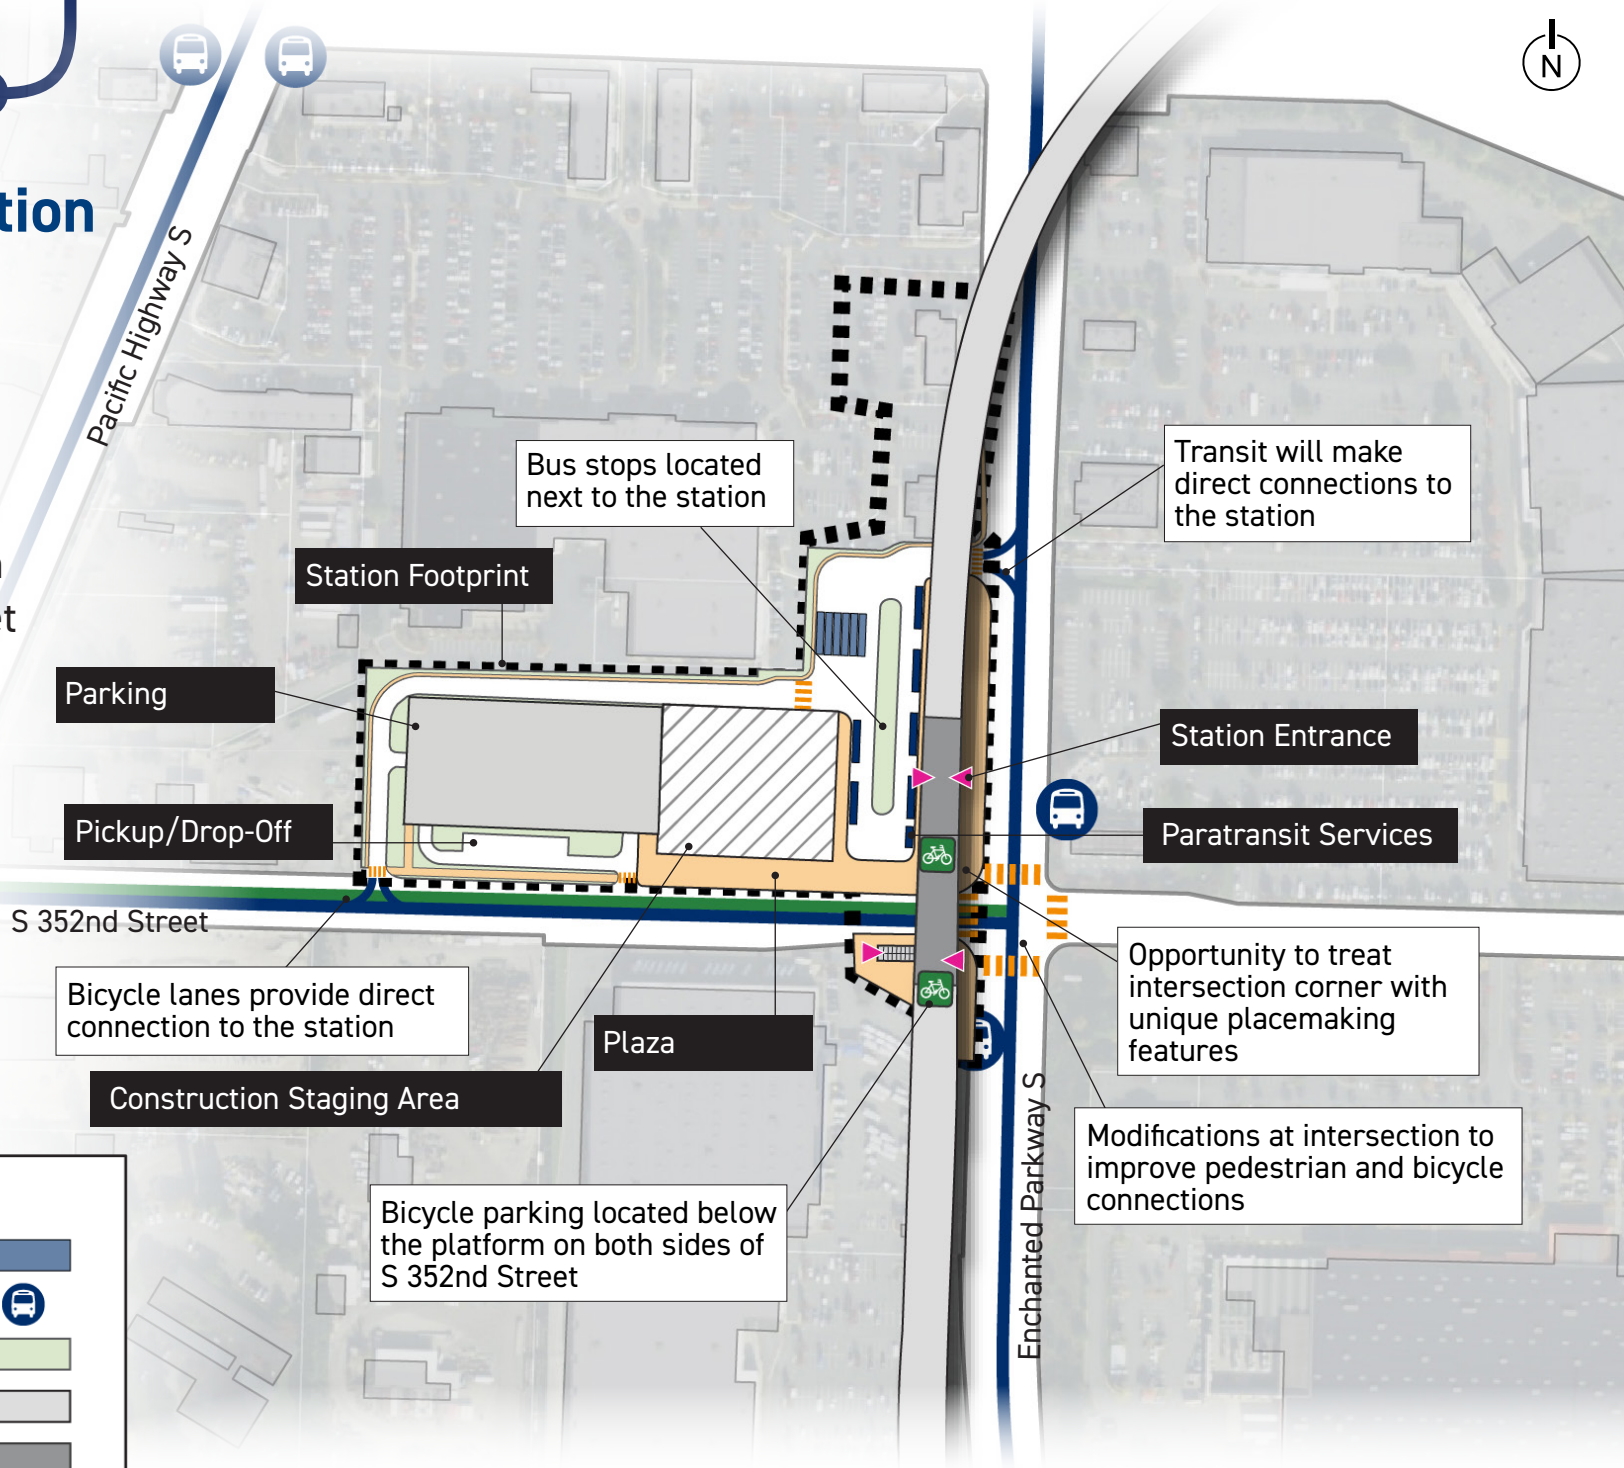 N
tion
Pacific Highway S
Transit will make
direct connections to
the station
Bus stops located
next to the station
Station Footprint
et
Parking
Station Entrance
Pickup/Drop-Off
Paratransit Services
S 352nd Street
Opportunity to treat
intersection corner with
unique placemaking
features
Bicycle lanes provide direct
connection to the station
Plaza
Construction Staging Area
Enchanted Parkway S
Modifications at intersection to
improve pedestrian and bicycle
connections
Bicycle parking located below
the platform on both sides of
S 352nd Street